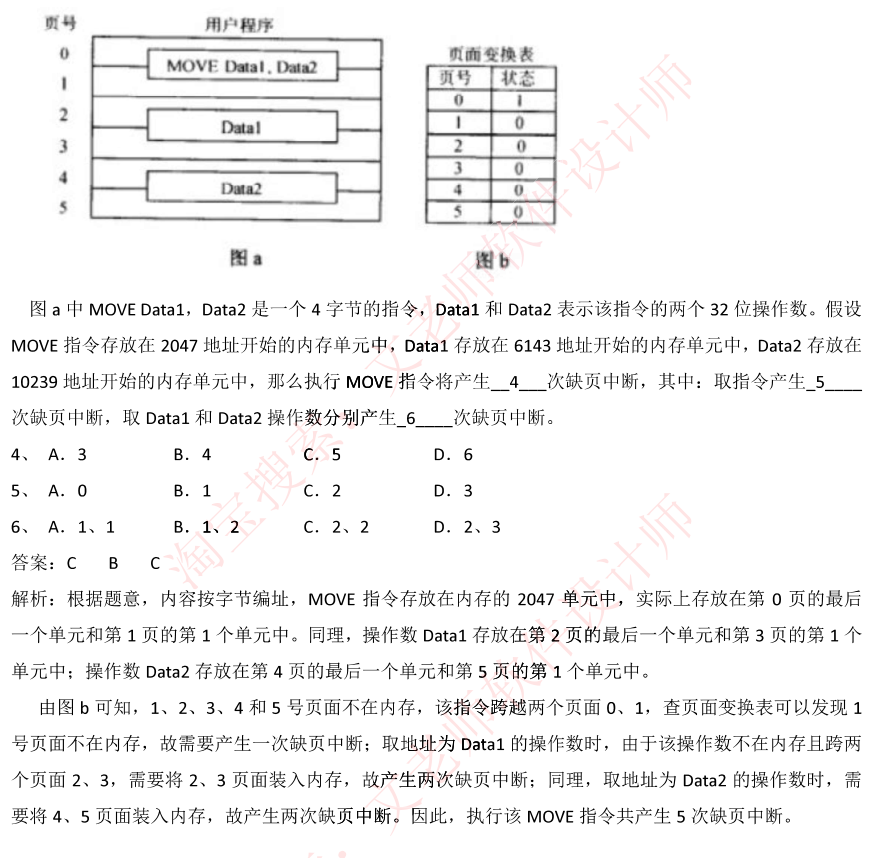 页号 用户程序
0
1
2
3
4
5
MOVE Data1, Data2
Data1
Data2
图 a
页面变换表
页号 状态
0 1
1 0
2 0
3 0
4 0
5 0
图 b
图 a 中 MOVE Data1，Data2 是一个 4 字节的指令，Data1 和 Data2 表示该指令的两个 32 位操作数。假设
MOVE 指令存放在 2047 地址开始的内存单元中，Data1 存放在 6143 地址开始的内存单元中，Data2 存放在
10239 地址开始的内存单元中，那么执行 MOVE 指令将产生__4___次缺页中断，其中：取指令产生_5____
次缺页中断，取 Data1 和 Data2 操作数分别产生_6____次缺页中断。
4、 A．3 B．4 C．5 D．6
5、 A．0 B．1 C．2 D．3
6、 A．1、1 B．1、2 C．2、2 D．2、3
答案：C B C
解析：根据题意，内容按字节编址，MOVE 指令存放在内存的 2047 单元中，实际上存放在第 0 页的最后
一个单元和第 1 页的第 1 个单元中。同理，操作数 Data1 存放在第 2 页的最后一个单元和第 3 页的第 1 个
单元中；操作数 Data2 存放在第 4 页的最后一个单元和第 5 页的第 1 个单元中。
由图 b 可知，1、2、3、4 和 5 号页面不在内存，该指令跨越两个页面 0、1，查页面变换表可以发现 1
号页面不在内存，故需要产生一次缺页中断；取地址为 Data1 的操作数时，由于该操作数不在内存且跨两
个页面 2、3，需要将 2、3 页面装入内存，故产生两次缺页中断；同理，取地址为 Data2 的操作数时，需
要将 4、5 页面装入内存，故产生两次缺页中断。因此，执行该 MOVE 指令共产生 5 次缺页中断。
淘宝搜索：文老师软件设计师
文老师软件设计师